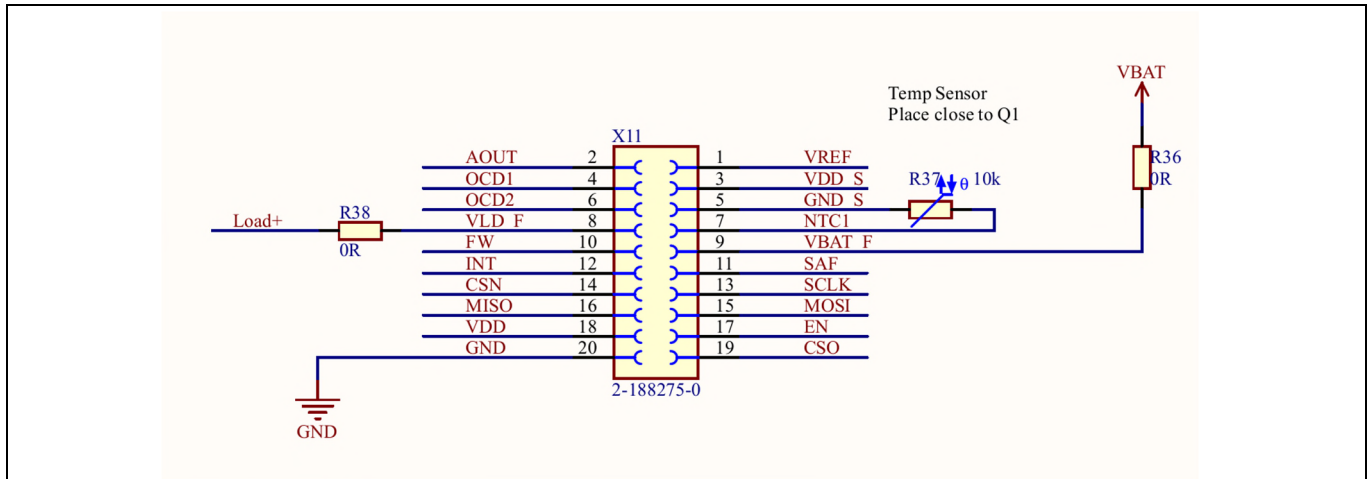 VBAT
Temp Sensor
Place close to Q1
X11
AOUT 2 1 VREF
R36
OCD1 4 3 VDD_S
0R
R37 θ 10k
OCD2 6 5 GND_S
R38
Load+ VLD_F 8 7 NTC1
0R
FW 10 9 VBAT_F
INT 12 11 SAF
CSN 14 13 SCLK
MISO 16 15 MOSI
VDD 18 17 EN
GND 20 19 CSO
2-188275-0
GND